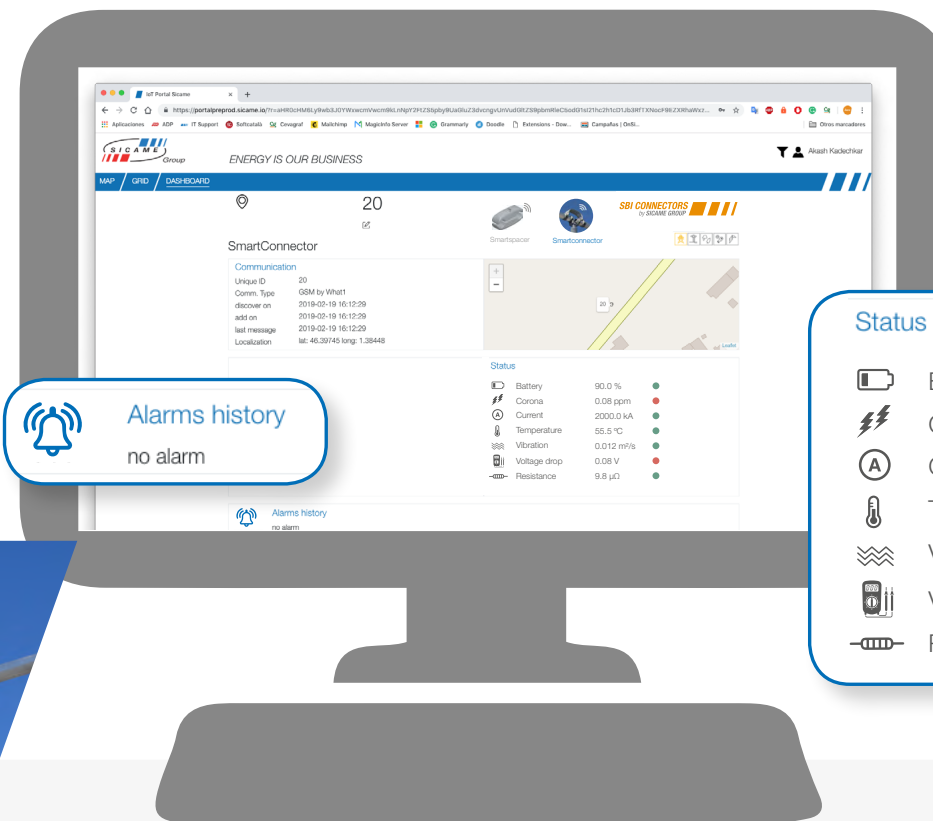 IoT Portal Sicame
https://portalpreprod.sicame.io/
Aplicaciones ADP IT Support Softcatalà Cevagraf Mailchimp MagicInfo Server Grammarly Doodle Extensions - Dow... Campañas | OnSi... Otros marcadores
SICAME
Group
ENERGY IS OUR BUSINESS
Akash Kadechkar
MAP GRID DASHBOARD
20
SmartConnector
Smartspacer Smartconnector
SBI CONNECTORS
by SICAME GROUP
Communication
Unique ID 20
Comm. Type GSM by What1
discover on 2019-02-19 16:12:29
add on 2019-02-19 16:12:29
last message 2019-02-19 16:12:29
Localization lat: 46.39745 long: 1.38448
+
−
20
Leaflet
Status
Battery 90.0 %
Corona 0.08 ppm
A Current 2000.0 kA
Temperature 55.5 ºC
Vibration 0.012 m²/s
Voltage drop 0.08 V
Resistance 9.8 µΩ
Alarms history
no alarm
Alarms history
no alarm
Status
A